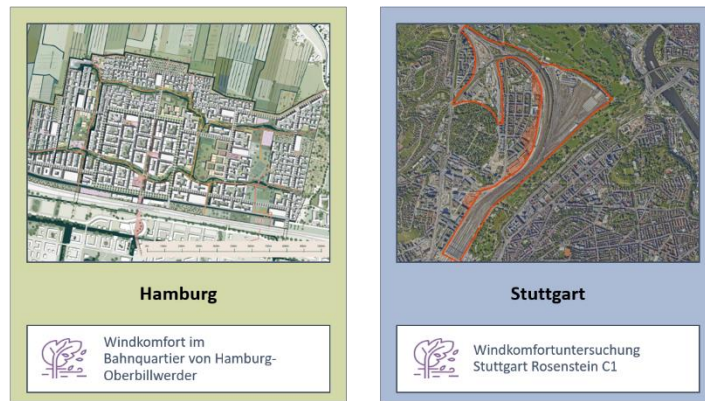 Hamburg
Windkomfort im
Bahnquartier von Hamburg-
Oberbillwerder
Stuttgart
Windkomfortuntersuchung
Stuttgart Rosenstein C1